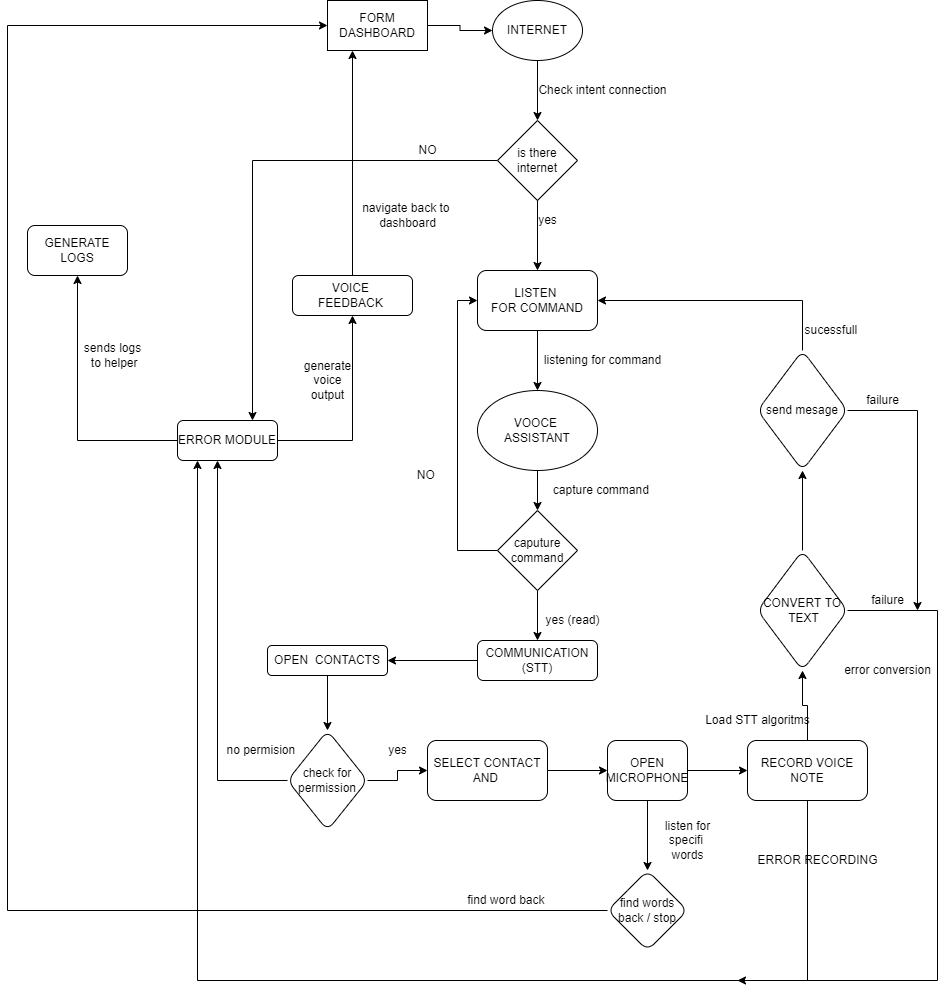 FORM
DASHBOARD
INTERNET
Check intent connection
is there
internet
NO
yes
navigate back to
dashboard
GENERATE
LOGS
VOICE
FEEDBACK
LISTEN
FOR COMMAND
sucessfull
sends logs
to helper
generate
voice
output
listening for command
send mesage
failure
ERROR MODULE
VOOCE
ASSISTANT
NO
capture command
caputure
command
CONVERT TO
TEXT
failure
yes (read)
OPEN CONTACTS
COMMUNICATION
(STT)
error conversion
Load STT algoritms
no permision
yes
check for
permission
SELECT CONTACT
AND
OPEN
MICROPHONE
RECORD VOICE
NOTE
listen for
specifi
words
ERROR RECORDING
find word back
find words
back / stop